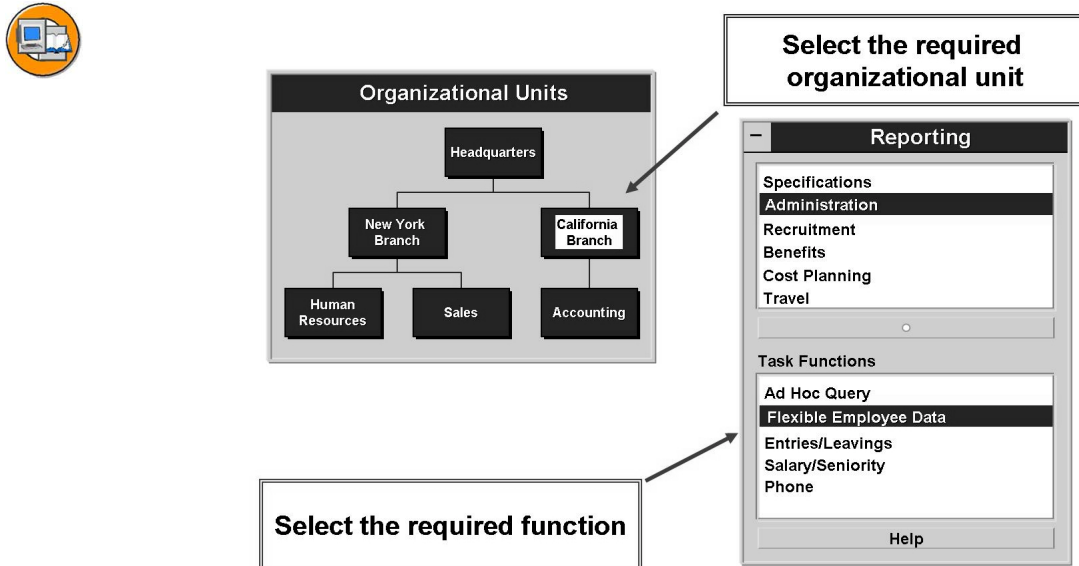 Select the required
organizational unit
Organizational Units
Headquarters
New York
Branch
California
Branch
Human
Resources
Sales
Accounting
Reporting
Specifications
Administration
Recruitment
Benefits
Cost Planning
Travel
Task Functions
Ad Hoc Query
Flexible Employee Data
Entries/Leavings
Salary/Seniority
Phone
Help
Select the required function